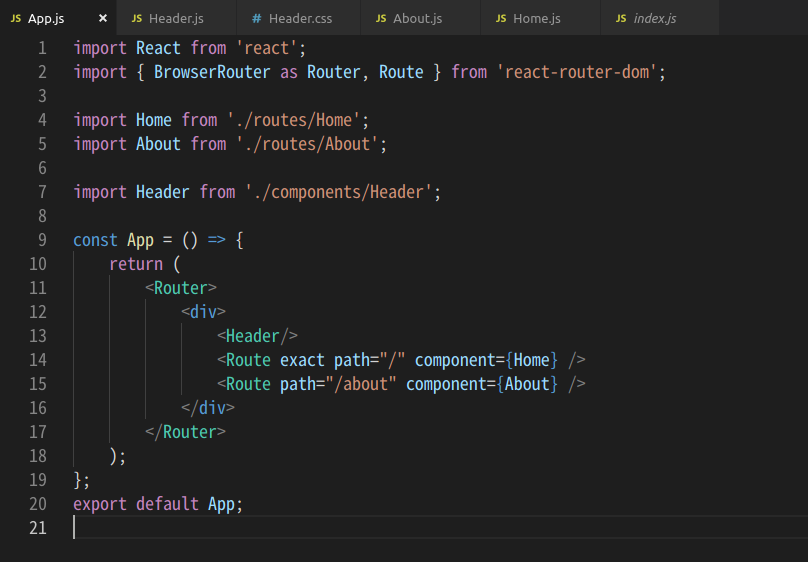 JS App.js × JS Header.js # Header.css JS About.js JS Home.js JS index.js
1 import React from 'react';
2 import { BrowserRouter as Router, Route } from 'react-router-dom';
3
4 import Home from './routes/Home';
5 import About from './routes/About';
6
7 import Header from './components/Header';
8
9 const App = () => {
10     return (
11         <Router>
12             <div>
13                 <Header/>
14                 <Route exact path="/" component={Home} />
15                 <Route path="/about" component={About} />
16             </div>
17         </Router>
18     );
19 };
20 export default App;
21